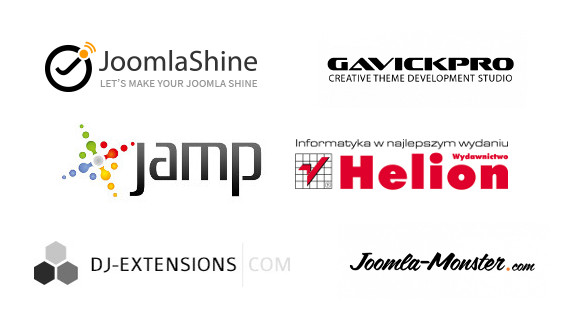 JoomlaShine
LET'S MAKE YOUR JOOMLA SHINE
GAVICKPRO
CREATIVE THEME DEVELOPMENT STUDIO
jamp
Informatyka w najlepszym wydaniu
Wydawnictwo
Helion
DJ-EXTENSIONS COM
Joomla-Monster.com